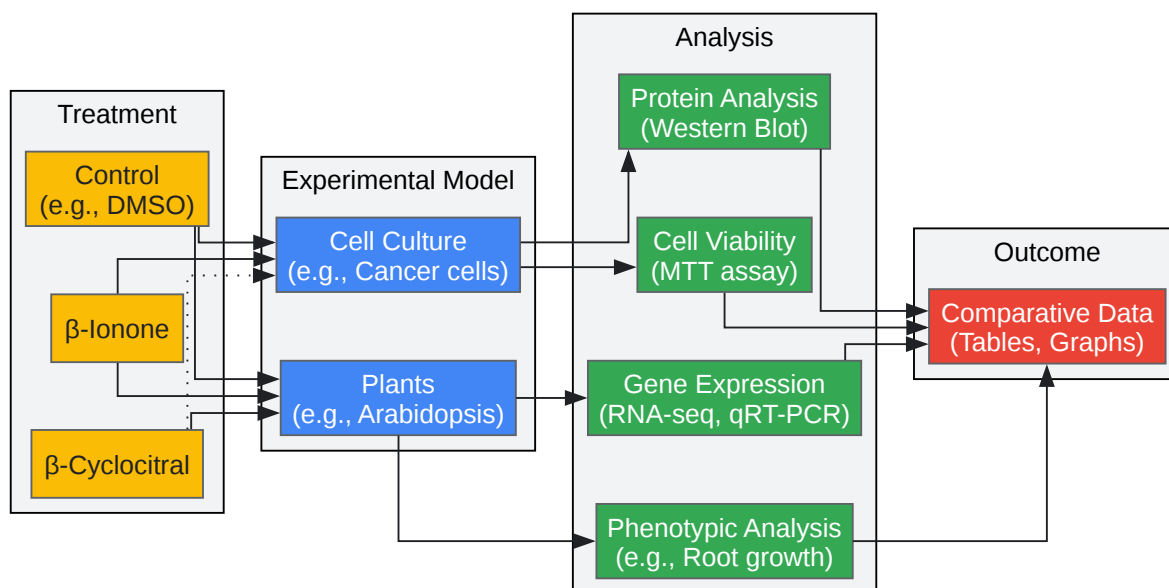 Treatment
Control
(e.g., DMSO)
β-Ionone
β-Cyclocitral
Experimental Model
Cell Culture
(e.g., Cancer cells)
Plants
(e.g., Arabidopsis)
Analysis
Protein Analysis
(Western Blot)
Cell Viability
(MTT assay)
Gene Expression
(RNA-seq, qRT-PCR)
Phenotypic Analysis
(e.g., Root growth)
Outcome
Comparative Data
(Tables, Graphs)